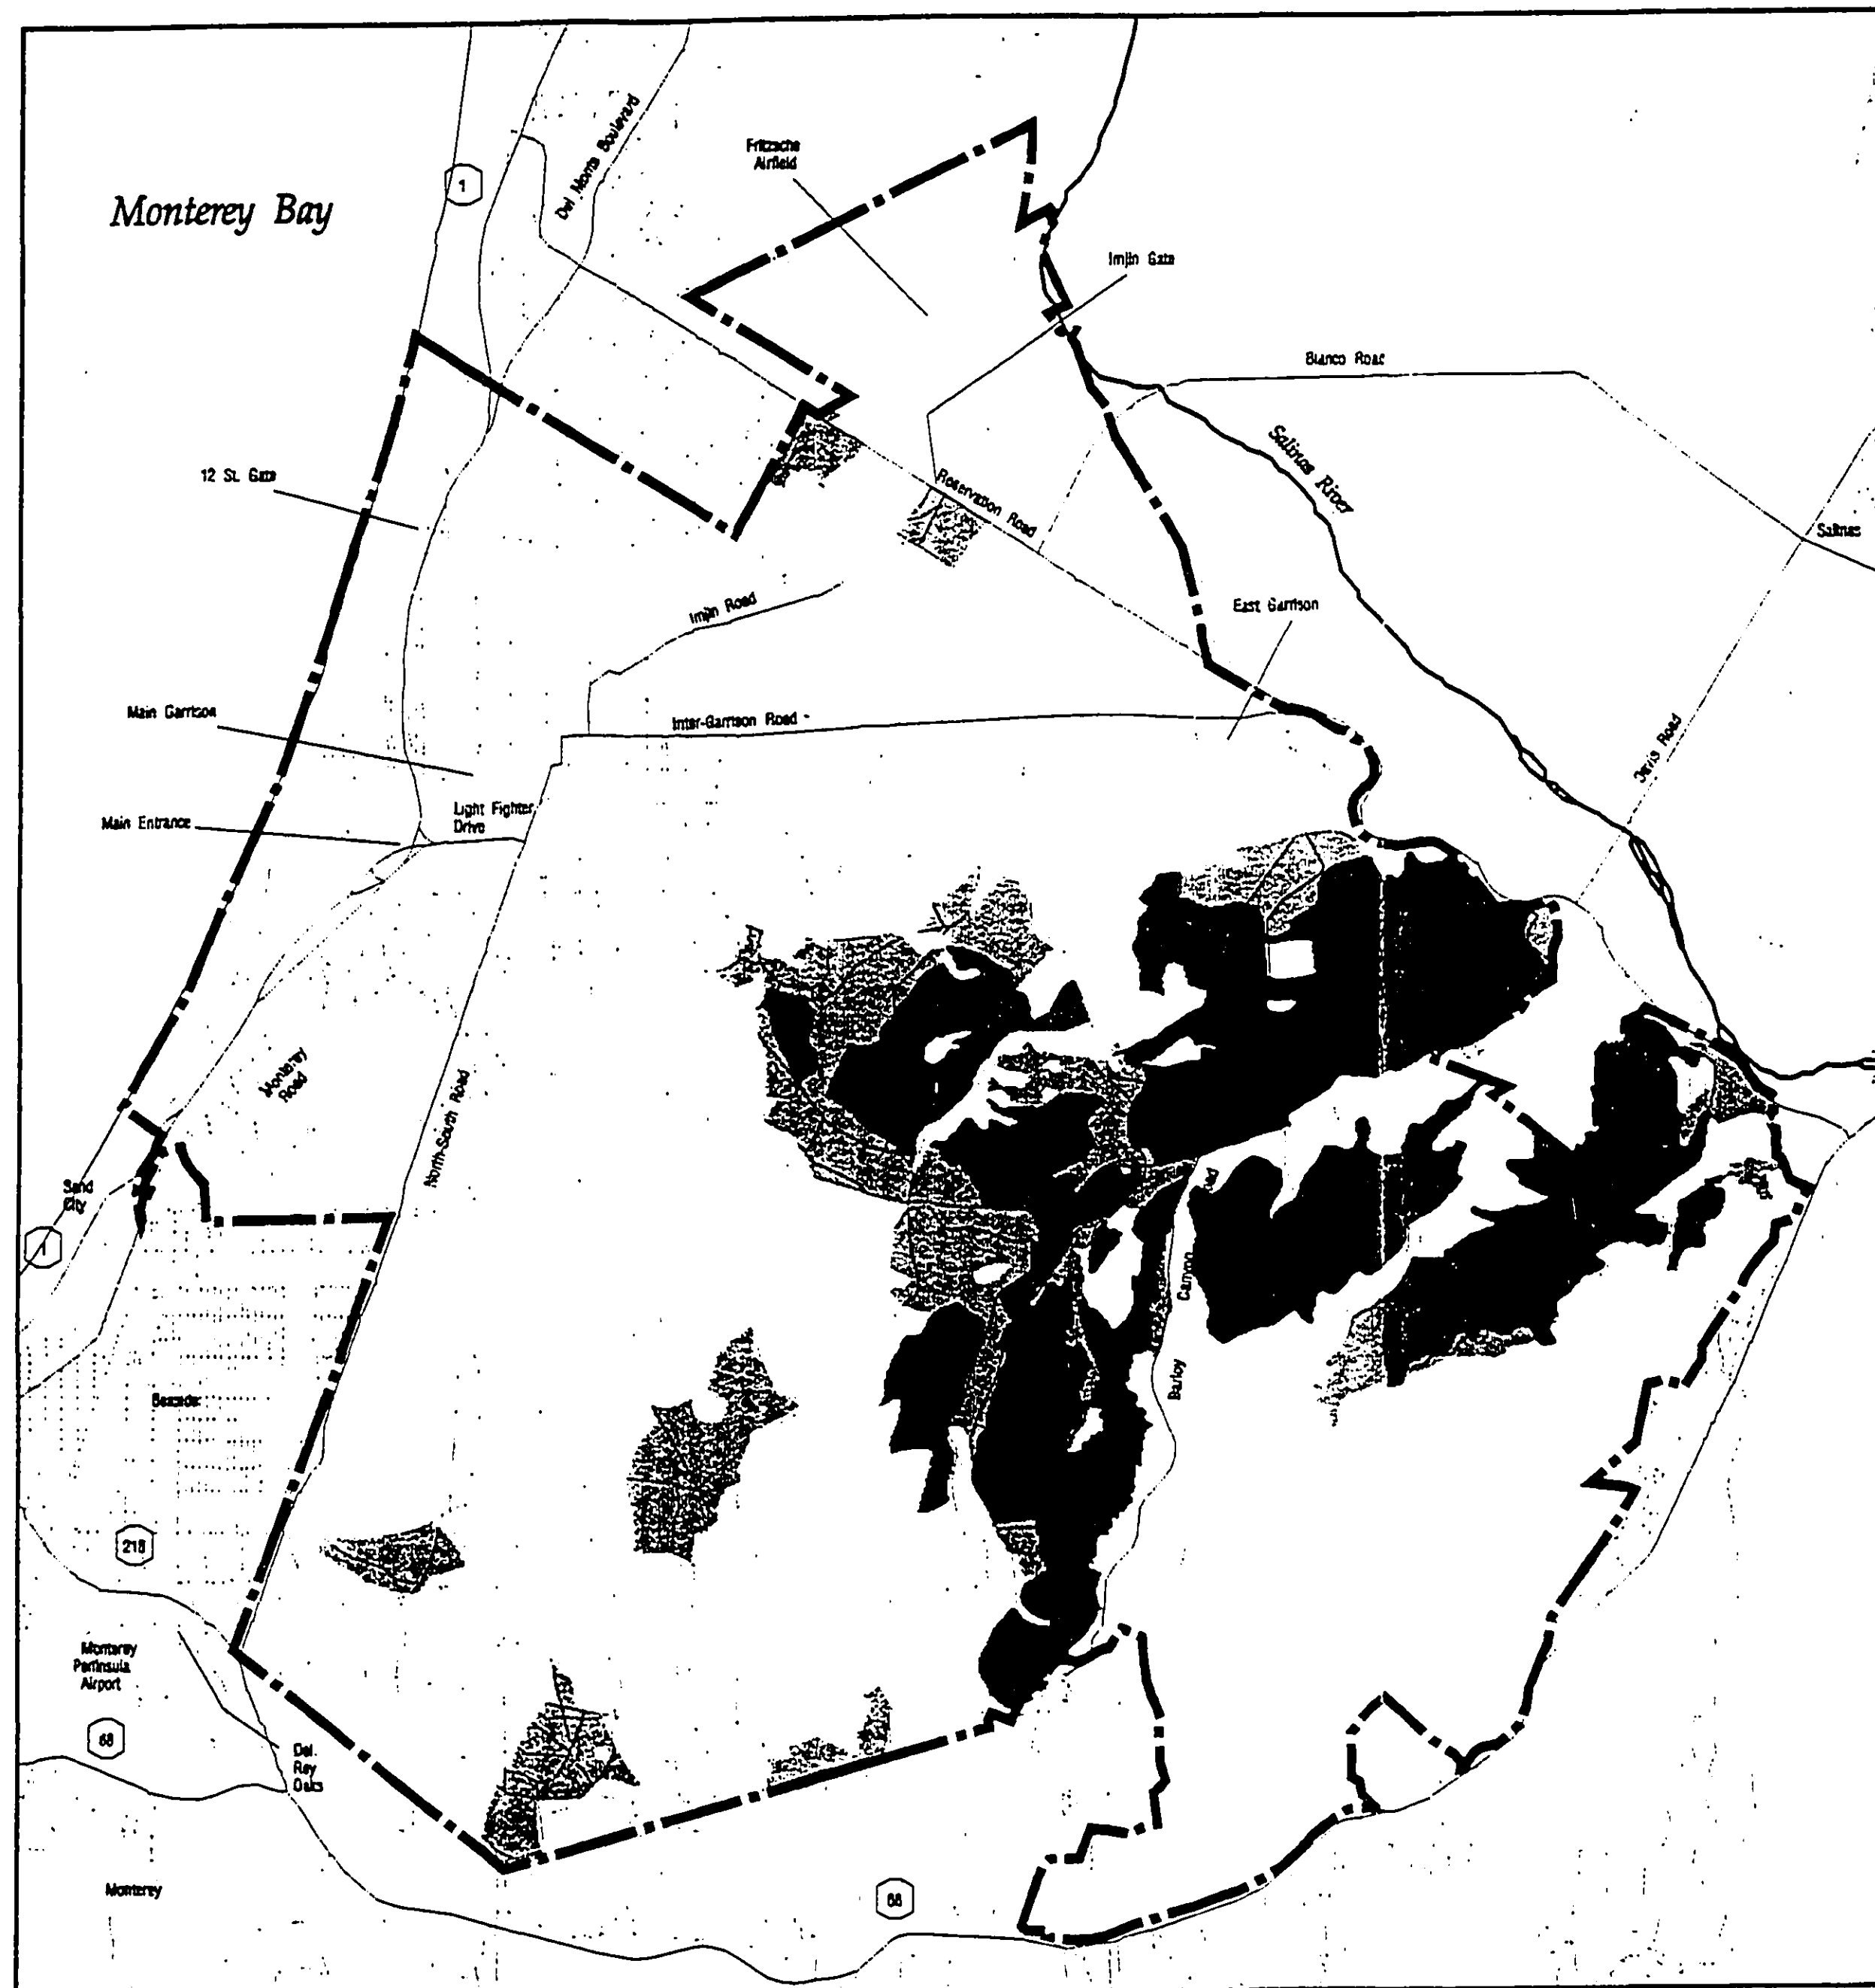 Monterey Bay
1
Del Monte Boulevard
Fritzsche
Airfield
Imjin Gate
Blanco Road
12 St. Gate
Salinas River
Reservation Road
Salinas
Imjin Road
East Garrison
Main Garrison
Inter-Garrison Road
Davis Road
Light Fighter
Drive
Main Entrance
Monterey
Road
North-South Road
Sand
City
1
Barloy Canyon
Seaside
218
Monterey
Peninsula
Airport
68
Del
Rey
Oaks
Monterey
68